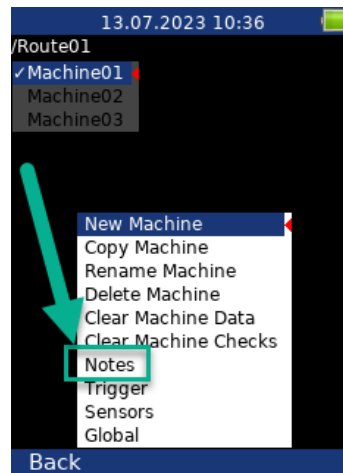 13.07.2023 10:36
/Route01
✓Machine01
Machine02
Machine03
New Machine
Copy Machine
Rename Machine
Delete Machine
Clear Machine Data
Clear Machine Checks
Notes
Trigger
Sensors
Global
Back